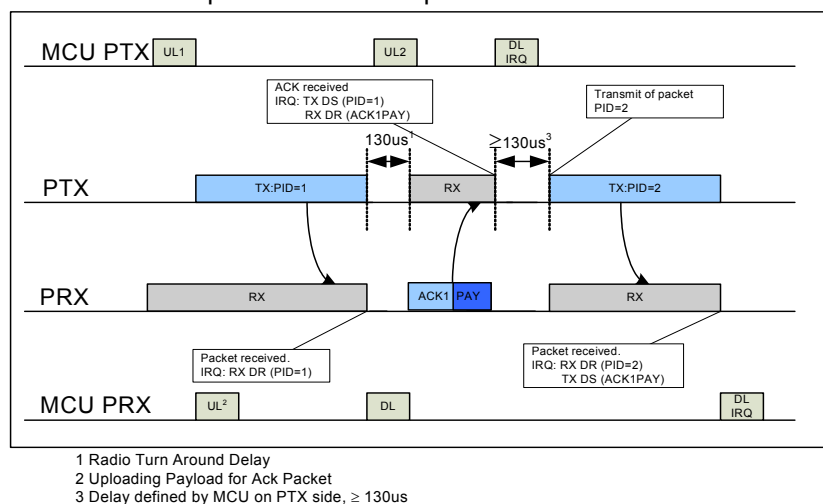 MCU PTX
UL1
UL2
DL
IRQ
ACK received
IRQ: TX DS (PID=1)
RX DR (ACK1PAY)
Transmit of packet
PID=2
130us¹
≥130us³
PTX
TX:PID=1
RX
TX:PID=2
PRX
RX
ACK1 PAY
RX
Packet received.
IRQ: RX DR (PID=1)
Packet received.
IRQ: RX DR (PID=2)
TX DS (ACK1PAY)
MCU PRX
UL²
DL
DL
IRQ
1 Radio Turn Around Delay
2 Uploading Payload for Ack Packet
3 Delay defined by MCU on PTX side, ≥ 130us